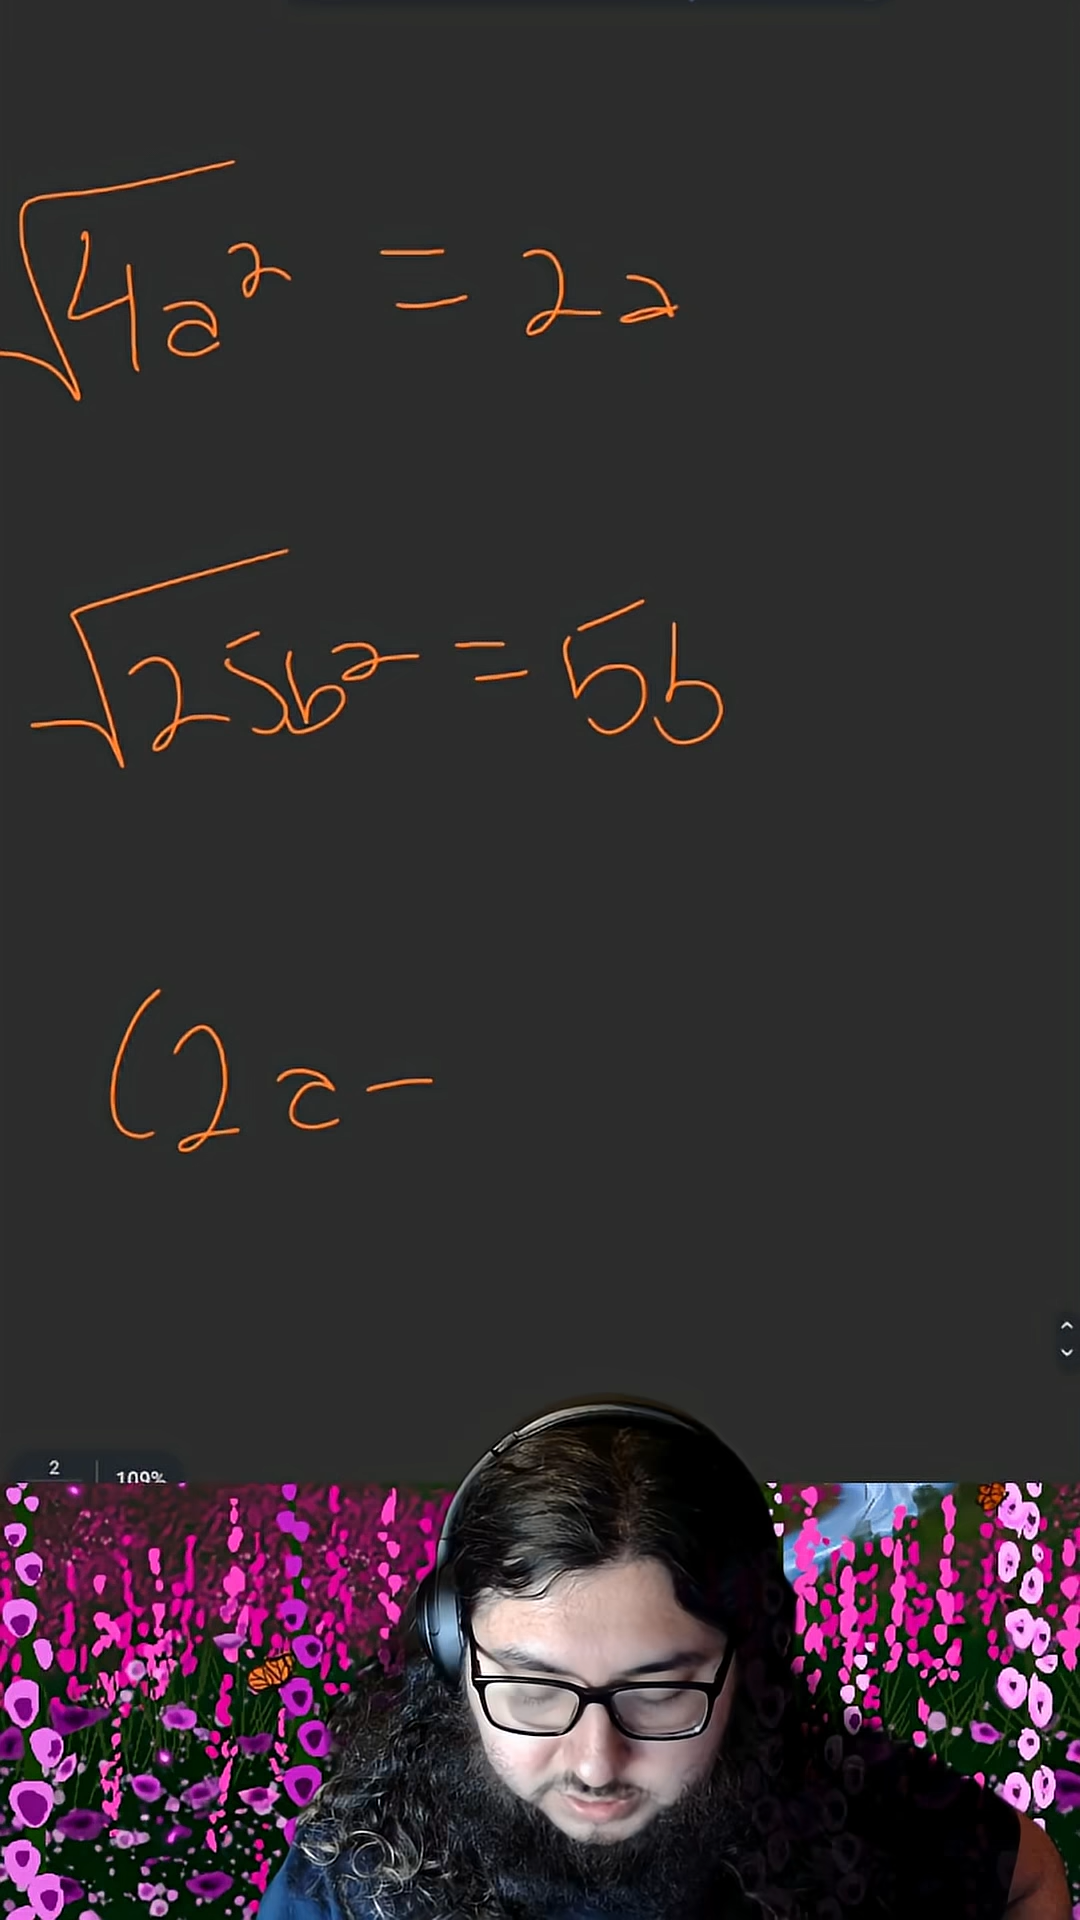 √4a² = 2a
√25b² = 5b
(2a-
2 | 109%